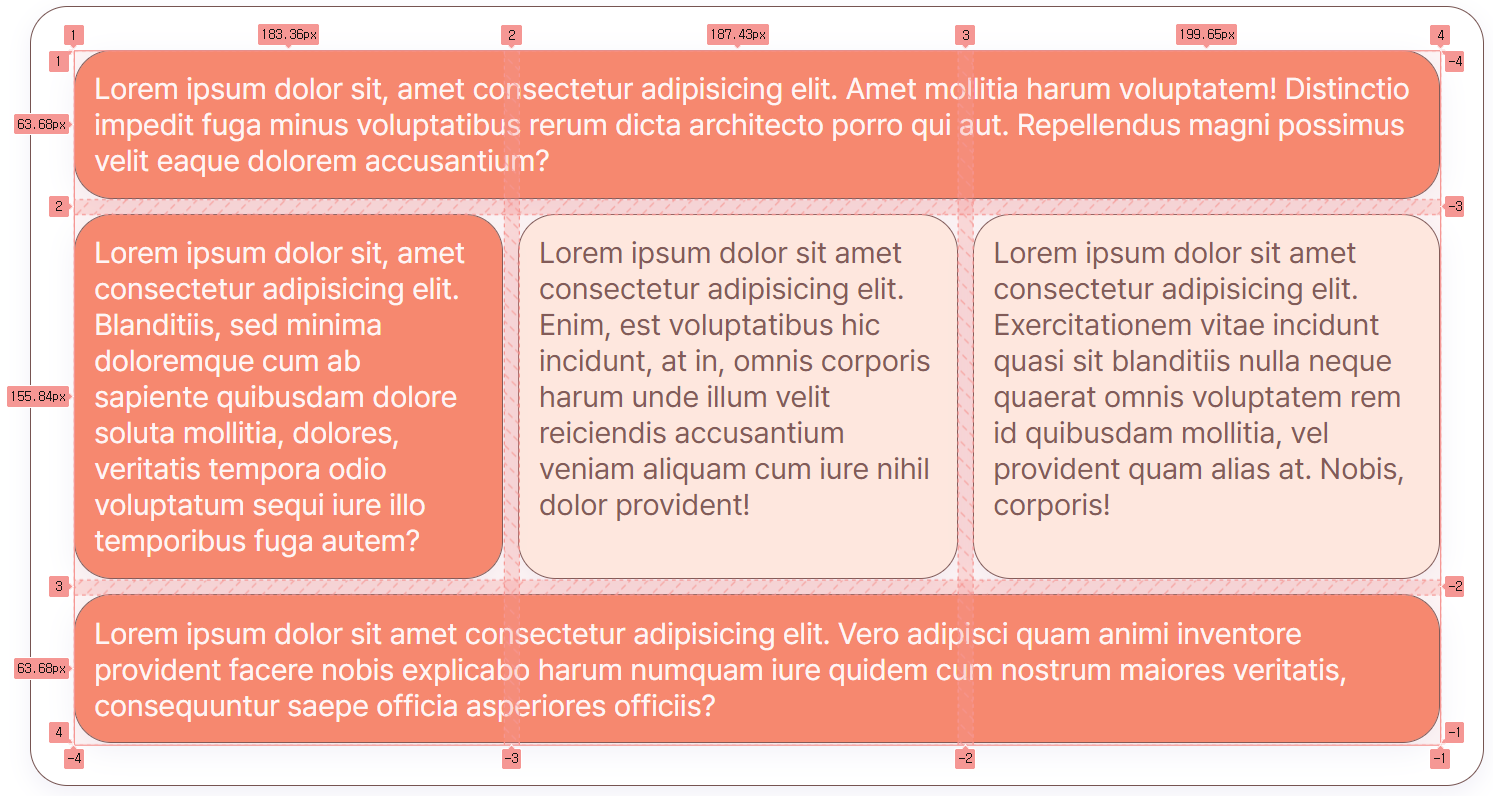 1 183.36px 2 187.43px 3 199.65px 4
1
-4
Lorem ipsum dolor sit, amet consectetur adipisicing elit. Amet mollitia harum voluptatem! Distinctio
63.68px
impedit fuga minus voluptatibus rerum dicta architecto porro qui aut. Repellendus magni possimus
velit eaque dolorem accusantium?
2
-3
Lorem ipsum dolor sit, amet
consectetur adipisicing elit.
Blanditiis, sed minima
doloremque cum ab
155.84px
sapiente quibusdam dolore
soluta mollitia, dolores,
veritatis tempora odio
voluptatum sequi iure illo
temporibus fuga autem?
Lorem ipsum dolor sit amet
consectetur adipisicing elit.
Enim, est voluptatibus hic
incidunt, at in, omnis corporis
harum unde illum velit
reiciendis accusantium
veniam aliquam cum iure nihil
dolor provident!
Lorem ipsum dolor sit amet
consectetur adipisicing elit.
Exercitationem vitae incidunt
quasi sit blanditiis nulla neque
quaerat omnis voluptatem rem
id quibusdam mollitia, vel
provident quam alias at. Nobis,
corporis!
3
-2
Lorem ipsum dolor sit amet consectetur adipisicing elit. Vero adipisci quam animi inventore
63.68px
provident facere nobis explicabo harum numquam iure quidem cum nostrum maiores veritatis,
consequuntur saepe officia asperiores officiis?
4
-1
-4 -3 -2 -1